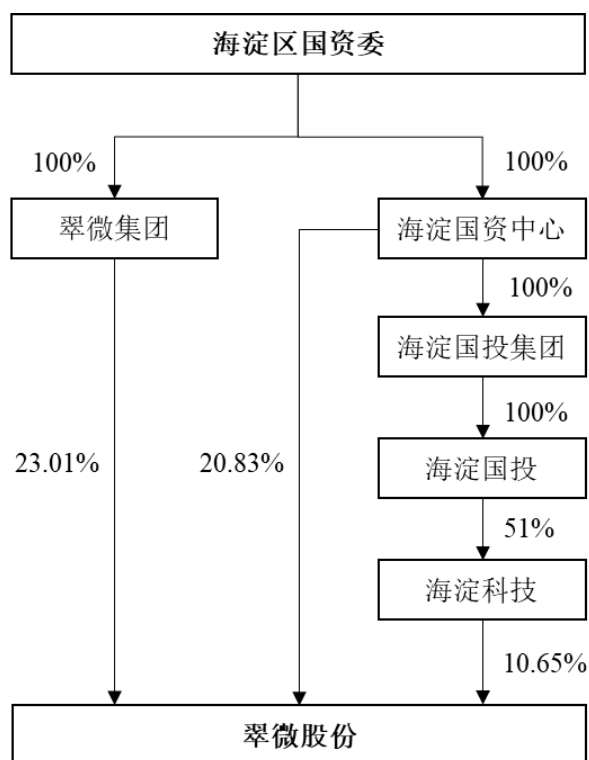 海淀区国资委
100%
100%
翠微集团
海淀国资中心
100%
海淀国投集团
100%
23.01%
20.83%
海淀国投
51%
海淀科技
10.65%
翠微股份